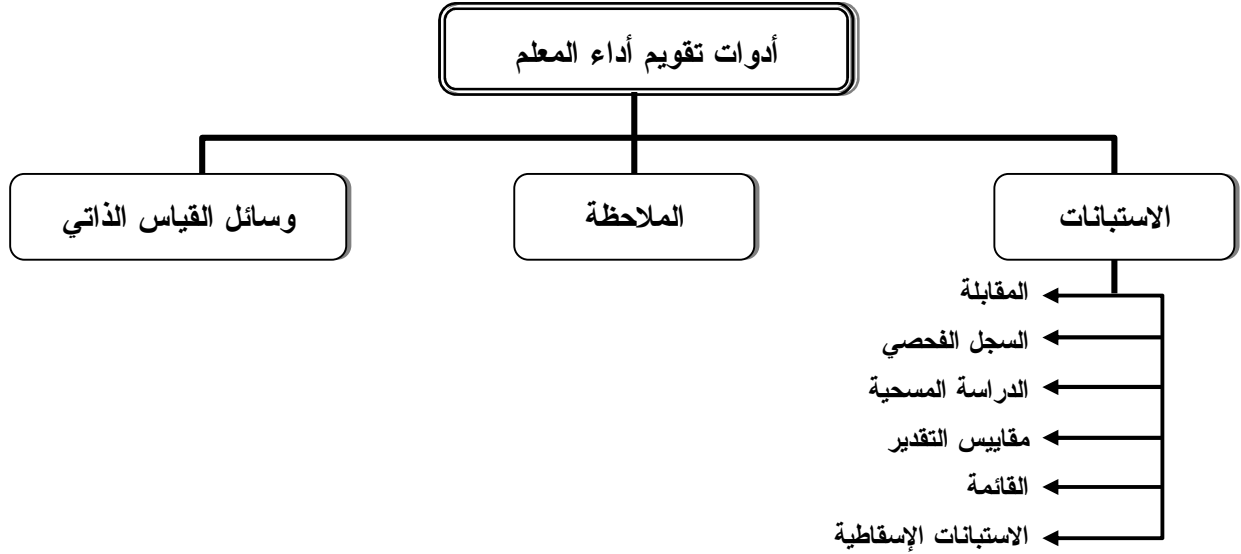 أدوات تقويم أداء المعلم
الاستبانات
الملاحظة
وسائل القياس الذاتي
المقابلة
السجل الفحصي
الدراسة المسحية
مقاييس التقدير
القائمة
الاستبانات الإسقاطية